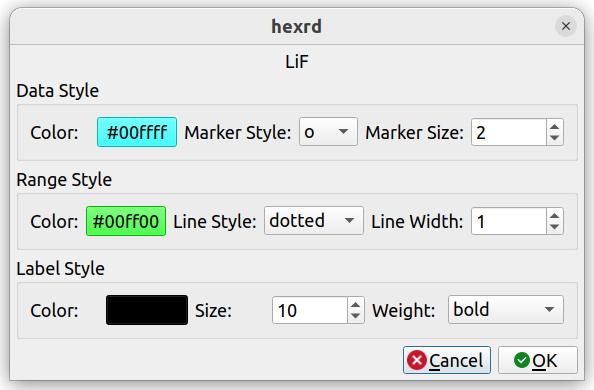 hexrd
LiF
Data Style
Color: #00ffff Marker Style: o Marker Size: 2
Range Style
Color: #00ff00 Line Style: dotted Line Width: 1
Label Style
Color: Size: 10 Weight: bold
Cancel OK